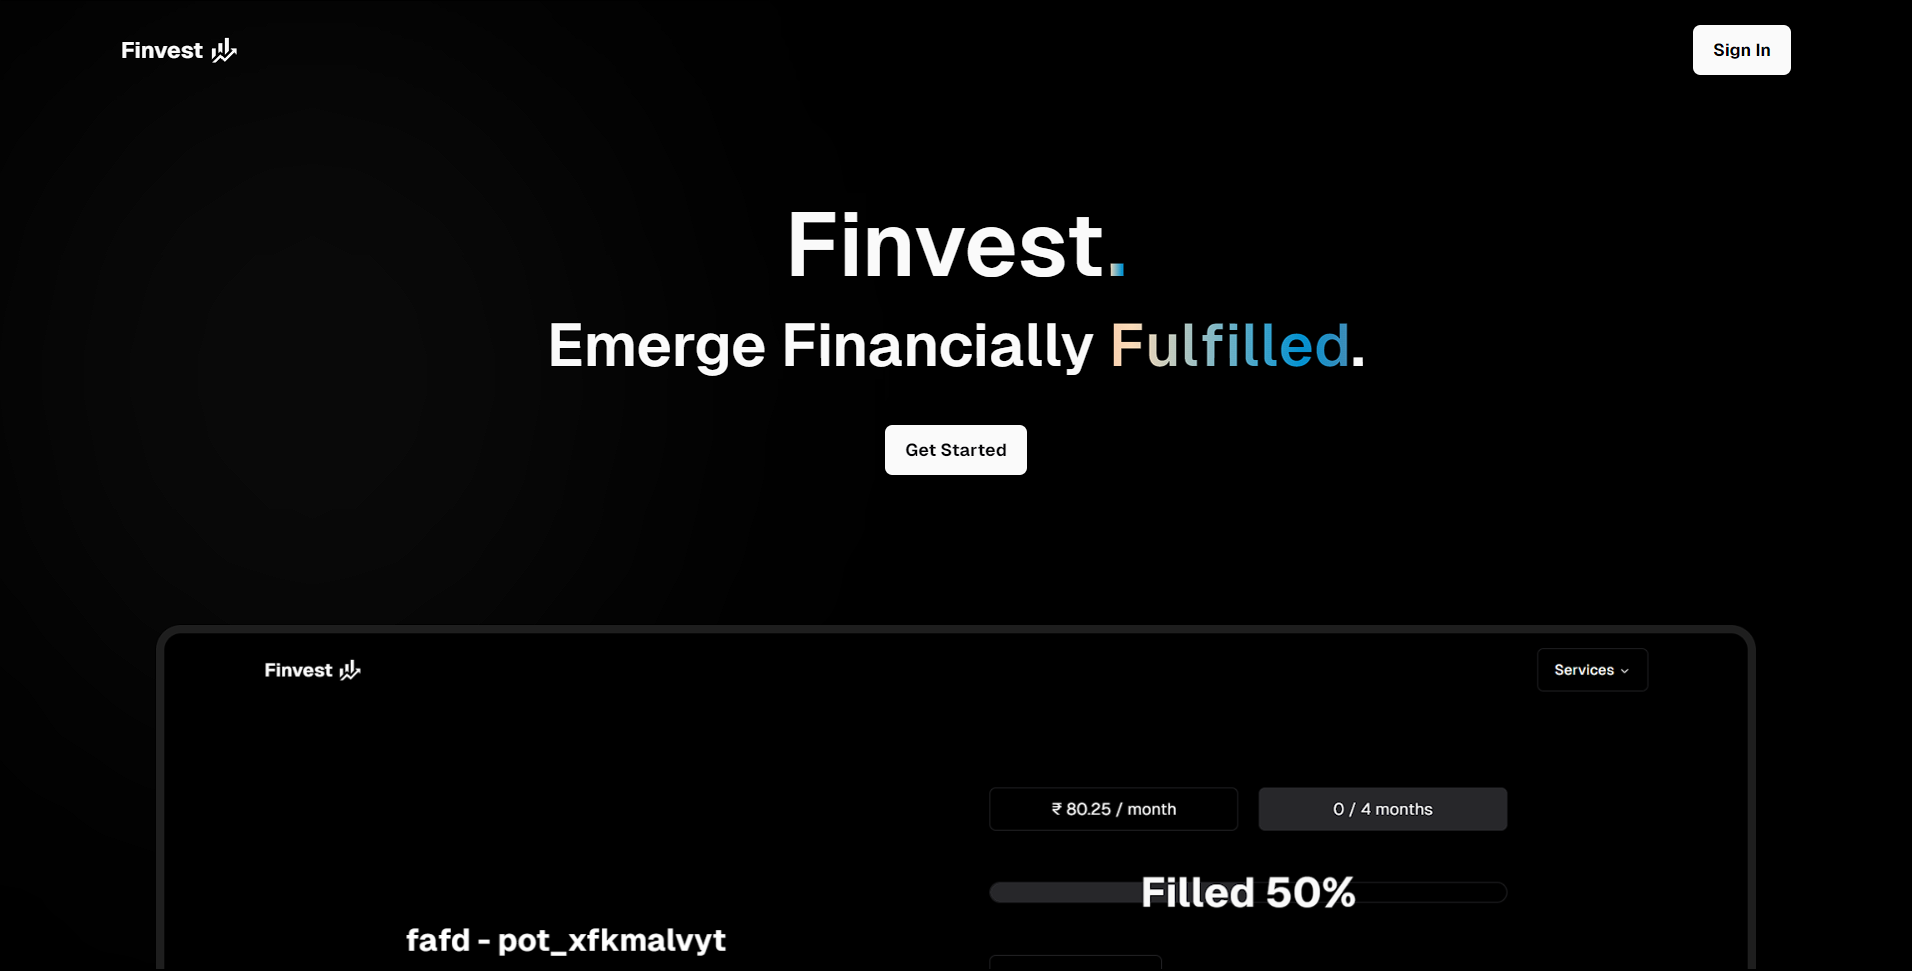 Finvest
Sign In
Finvest.
Emerge Financially Fulfilled.
Get Started
Finvest
Services
₹ 80.25 / month
0 / 4 months
Filled 50%
fafd - pot_xfkmalvyt